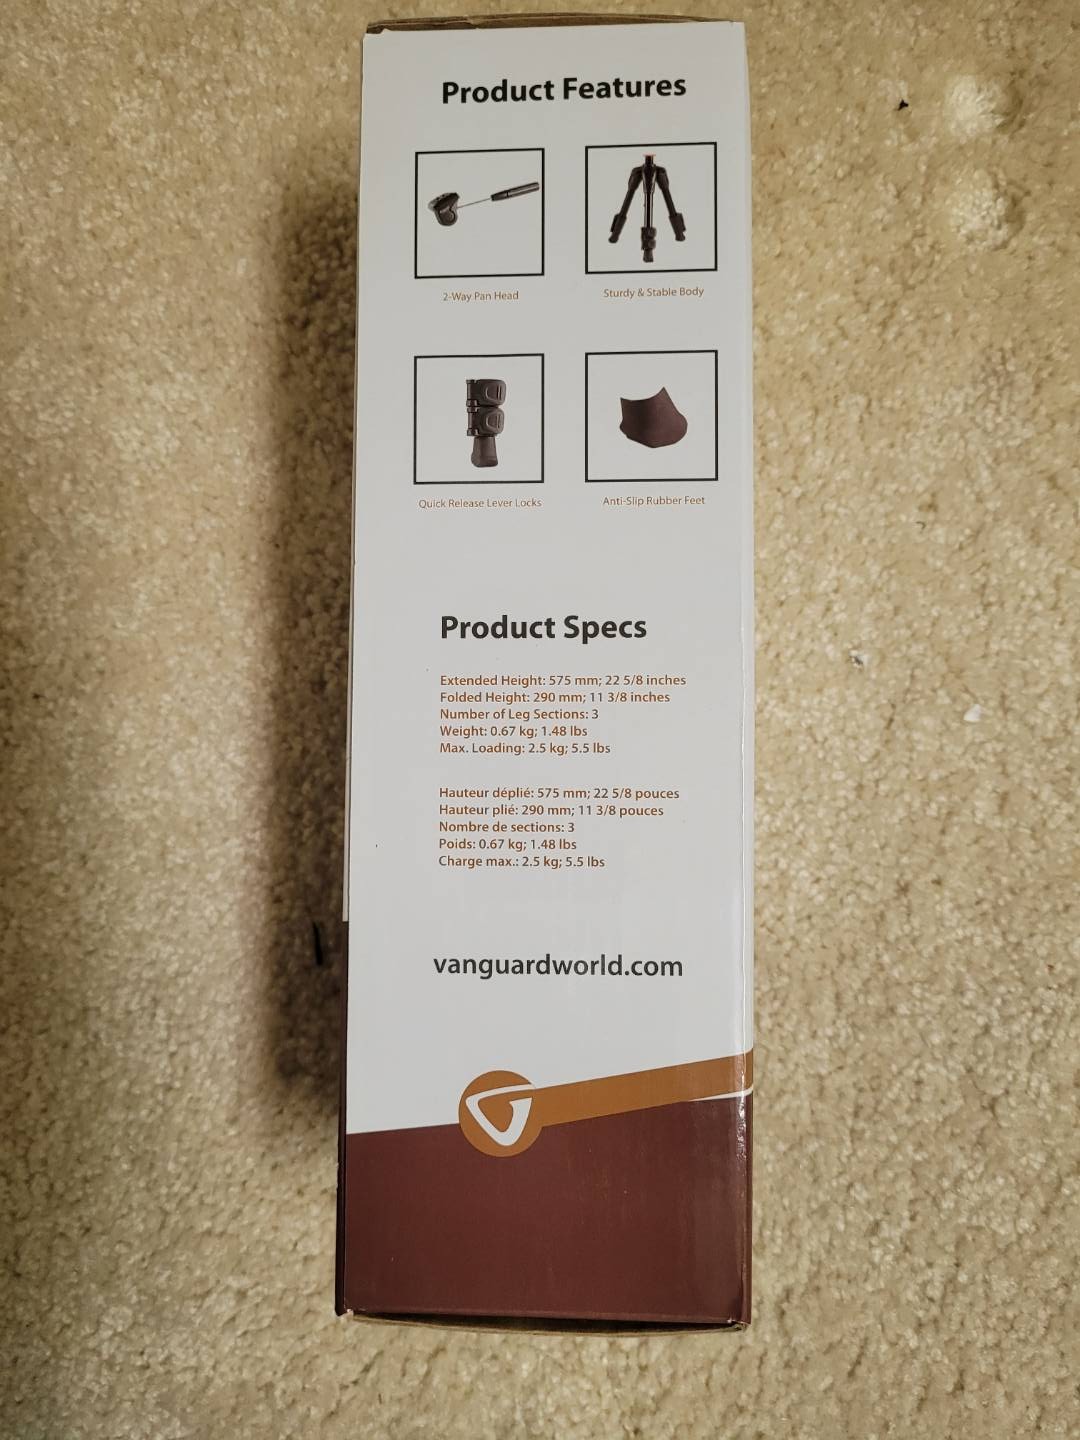 Product Features
2-Way Pan Head
Sturdy & Stable Body
Quick Release Lever Locks
Anti-Slip Rubber Feet
Product Specs
Extended Height: 575 mm; 22 5/8 inches
Folded Height: 290 mm; 11 3/8 inches
Number of Leg Sections: 3
Weight: 0.67 kg; 1.48 lbs
Max. Loading: 2.5 kg; 5.5 lbs
Hauteur déplié: 575 mm; 22 5/8 pouces
Hauteur plié: 290 mm; 11 3/8 pouces
Nombre de sections: 3
Poids: 0.67 kg; 1.48 lbs
Charge max.: 2.5 kg; 5.5 lbs
vanguardworld.com